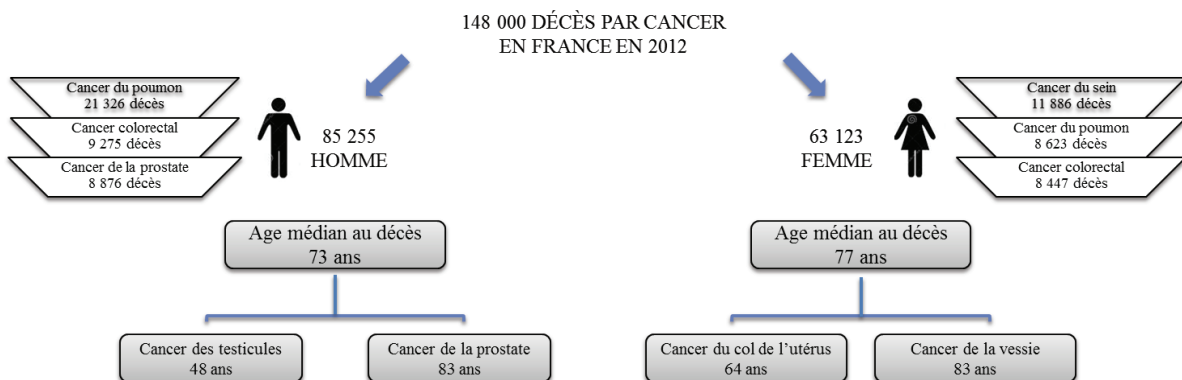 148 000 DÉCÈS PAR CANCER
EN FRANCE EN 2012
Cancer du poumon
21 326 décès
Cancer colorectal
9 275 décès
Cancer de la prostate
8 876 décès
85 255
HOMME
63 123
FEMME
Cancer du sein
11 886 décès
Cancer du poumon
8 623 décès
Cancer colorectal
8 447 décès
Age médian au décès
73 ans
Age médian au décès
77 ans
Cancer des testicules
48 ans
Cancer de la prostate
83 ans
Cancer du col de l’utérus
64 ans
Cancer de la vessie
83 ans